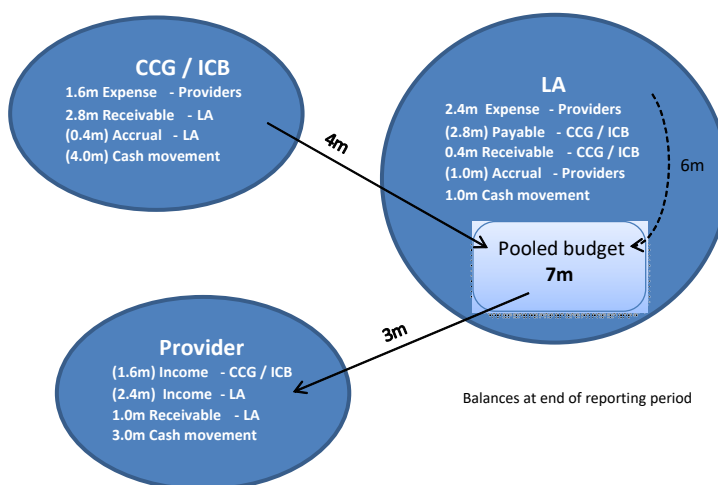 CCG / ICB
1.6m Expense - Providers
2.8m Receivable - LA
(0.4m) Accrual - LA
(4.0m) Cash movement
LA
2.4m Expense - Providers
(2.8m) Payable - CCG / ICB
0.4m Receivable - CCG / ICB
(1.0m) Accrual - Providers
1.0m Cash movement
4m
6m
Pooled budget
7m
3m
Provider
(1.6m) Income - CCG / ICB
(2.4m) Income - LA
1.0m Receivable - LA
3.0m Cash movement
Balances at end of reporting period